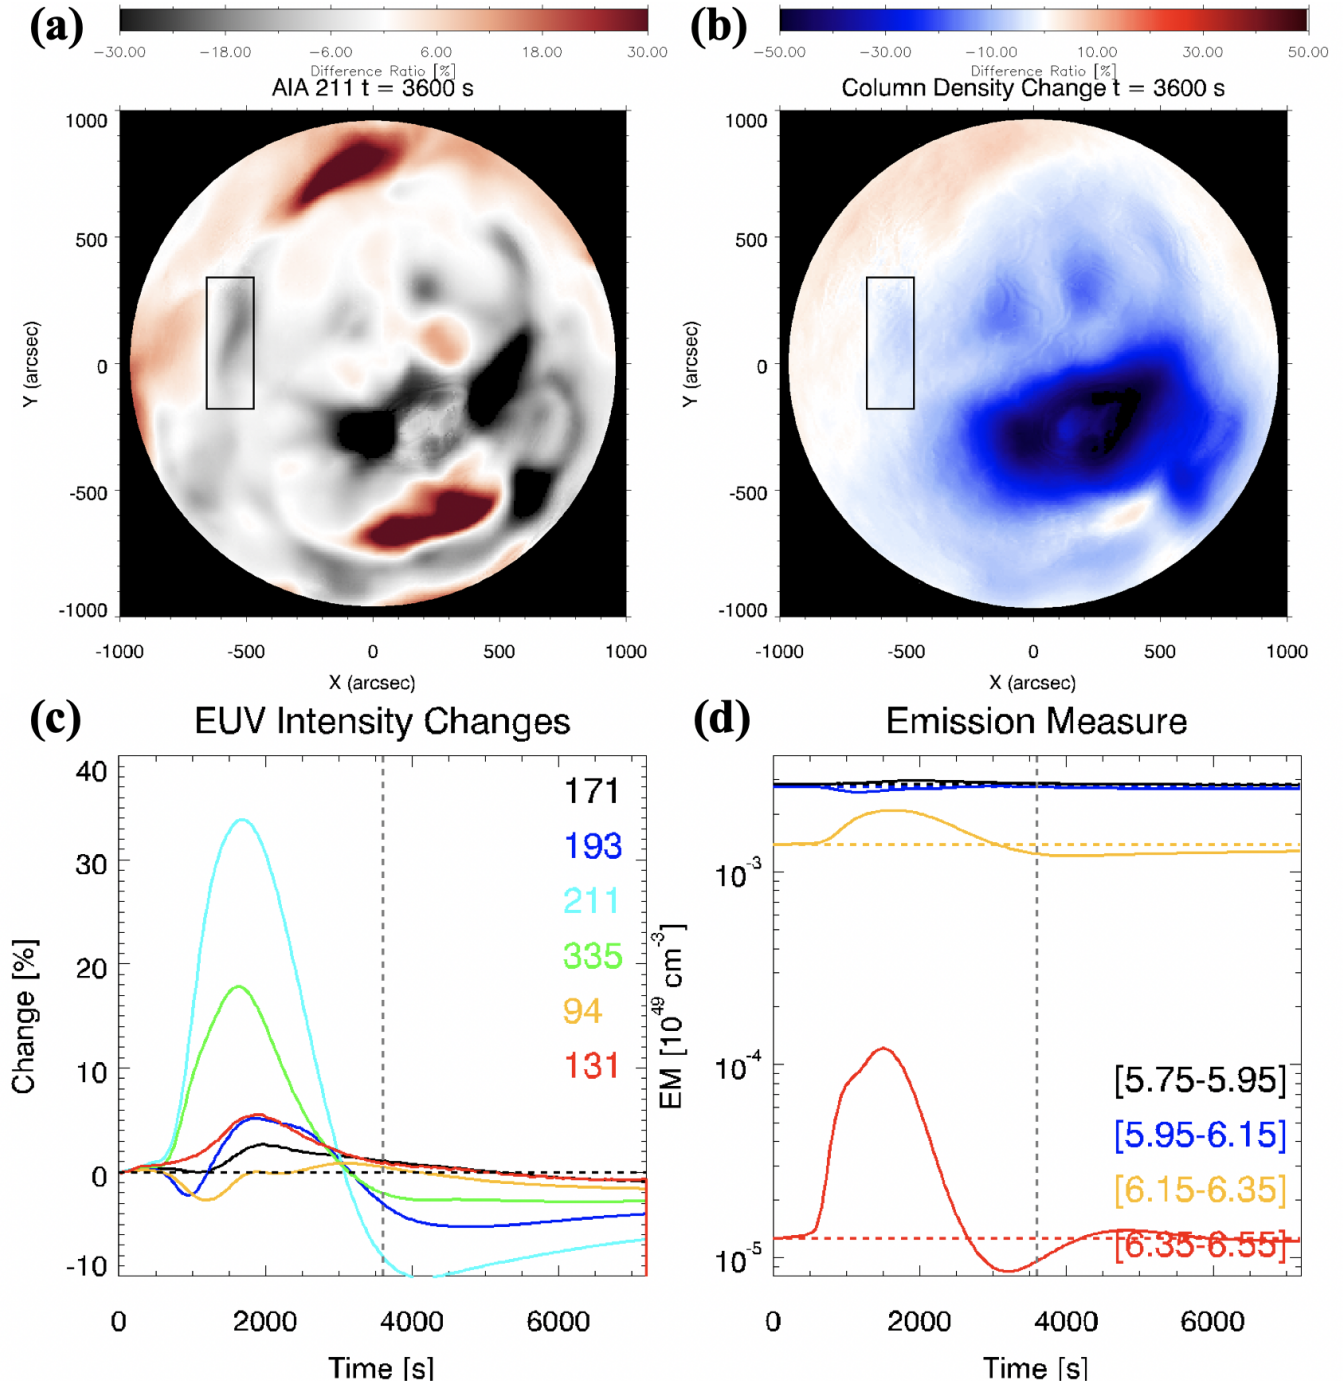 (a)
-30.00 -18.00 -6.00 6.00 18.00 30.00
Difference Ratio [%]
AIA 211 t = 3600 s
1000
500
0
-500
-1000
Y (arcsec)
-1000 -500 0 500 1000
X (arcsec)
(b)
-50.00 -30.00 -10.00 10.00 30.00 50.00
Difference Ratio [%]
Column Density Change t = 3600 s
1000
500
0
-500
-1000
Y (arcsec)
-1000 -500 0 500 1000
X (arcsec)
(c)
EUV Intensity Changes
40
30
20
10
0
-10
Change [%]
171
193
211
335
94
131
0 2000 4000 6000
Time [s]
(d)
Emission Measure
10^-3
10^-4
10^-5
EM [10^49 cm^-3]
[5.75-5.95]
[5.95-6.15]
[6.15-6.35]
[6.35-6.55]
0 2000 4000 6000
Time [s]